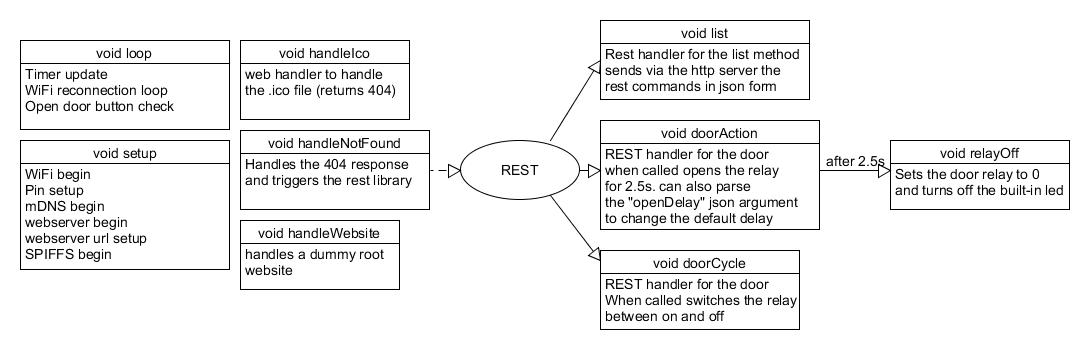 void loop
Timer update
WiFi reconnection loop
Open door button check
void setup
WiFi begin
Pin setup
mDNS begin
webserver begin
webserver url setup
SPIFFS begin
void handleIco
web handler to handle
the .ico file (returns 404)
void handleNotFound
Handles the 404 response
and triggers the rest library
void handleWebsite
handles a dummy root
website
REST
void list
Rest handler for the list method
sends via the http server the
rest commands in json form
void doorAction
REST handler for the door
when called opens the relay
for 2.5s. can also parse
the "openDelay" json argument
to change the default delay
void doorCycle
REST handler for the door
When called switches the relay
between on and off
after 2.5s
void relayOff
Sets the door relay to 0
and turns off the built-in led